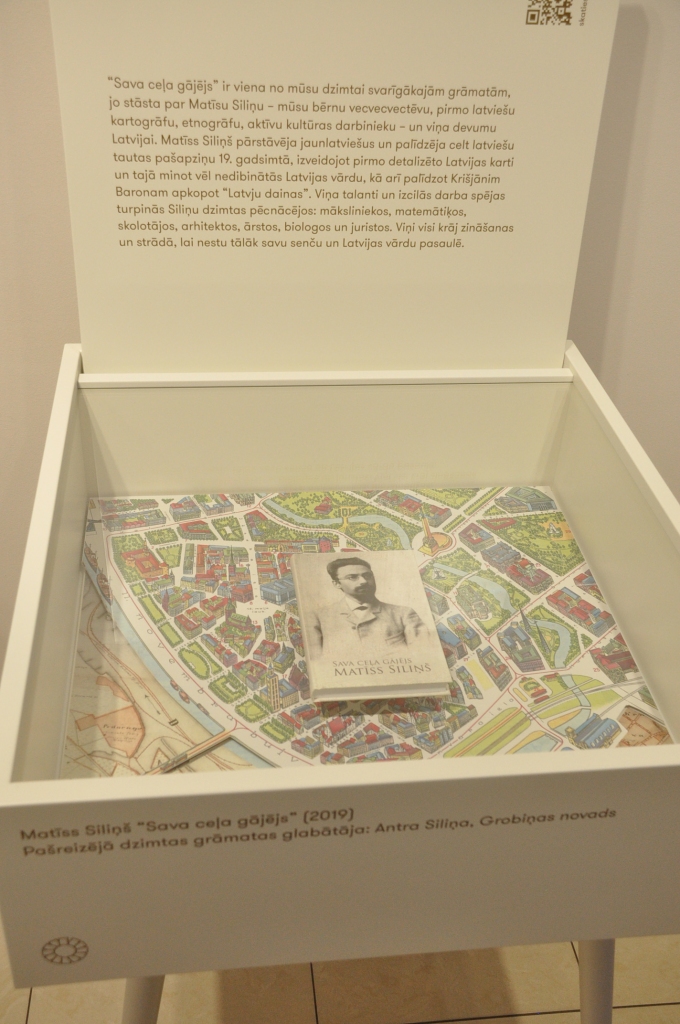 skatie
"Sava ceļa gājējs" ir viena no mūsu dzimtai svarīgākajām grāmatām,
jo stāsta par Matīsu Siliņu – mūsu bērnu vecvecvectēvu, pirmo latviešu
kartogrāfu, etnogrāfu, aktīvu kultūras darbinieku – un viņa devumu
Latvijai. Matīss Siliņš pārstāvēja jaunlatviešus un palīdzēja celt latviešu
tautas pašapziņu 19. gadsimtā, izveidojot pirmo detalizēto Latvijas karti
un tajā minot vēl nedibinātās Latvijas vārdu, kā arī palīdzot Krišjānim
Baronam apkopot "Latvju dainas". Viņa talanti un izcilās darba spējas
turpinās Siliņu dzimtas pēcnācējos: māksliniekos, matemātiķos,
skolotājos, arhitektos, ārstos, biologos un juristos. Viņi visi krāj zināšanas
un strādā, lai nestu tālāk savu senču un Latvijas vārdu pasaulē.
SAVA CEĻA GĀJĒJS
MATĪSS SILIŅŠ
Matīss Siliņš "Sava ceļa gājējs" (2019)
Pašreizējā dzimtas grāmatas glabātāja: Antra Siliņa, Grobiņas novads